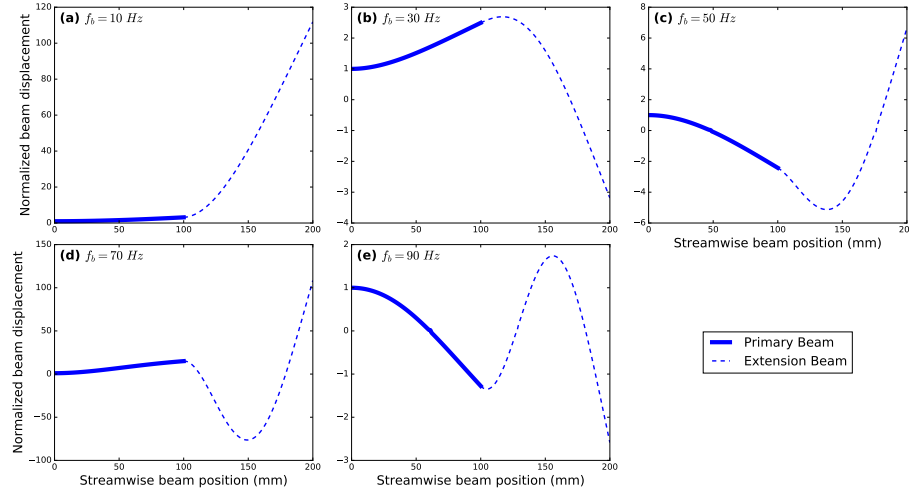 (a) f_b = 10 Hz
Normalized beam displacement
120
100
80
60
40
20
0
0 50 100 150 200
(b) f_b = 30 Hz
3
2
1
0
−1
−2
−3
−4
0 50 100 150 200
(c) f_b = 50 Hz
8
6
4
2
0
−2
−4
−6
0 50 100 150 200
Streamwise beam position (mm)
(d) f_b = 70 Hz
Normalized beam displacement
150
100
50
0
−50
−100
0 50 100 150 200
Streamwise beam position (mm)
(e) f_b = 90 Hz
2
1
0
−1
−2
−3
0 50 100 150 200
Streamwise beam position (mm)
Primary Beam
Extension Beam